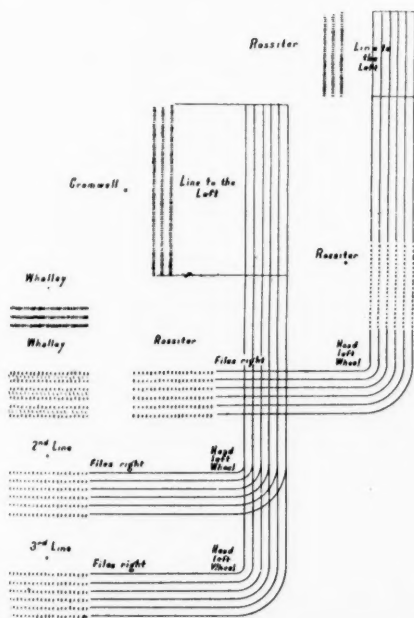 Rossiter
Line to
the
Left
Cromwell
Line to the
Left
Rossiter
Whalley
Whalley
Rossiter
Files right
Head
left
Wheel
2nd Line
Files right
Head
left
Wheel
3rd Line
Files right
Head
left
Wheel